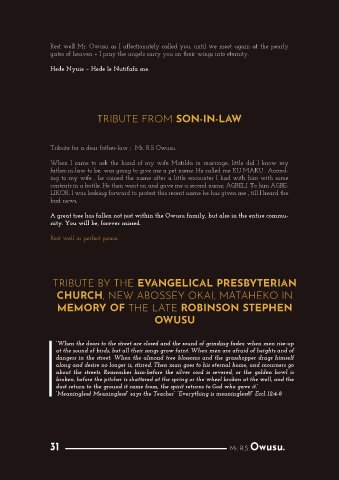 Rest well Mr. Owusu as I affectionately called you, until we meet again at the pearly
gates of heaven – I pray the angels carry you on their wings into eternity.
Hede Nyuie – Hede le Nutifafa me.
TRIBUTE FROM SON-IN-LAW
Tribute for a dear father-law ; Mr. R.S Owusu.
When I came to ask the hand of my wife Matilda in marriage, little did I know my
father-in-law to be, was going to give me a pet name. He called me KU MAKU . Accord-
ing to my wife , he coined the name after a little encounter I had with him with some
contents in a bottle. He then went on and gave me a second name, AGBELI. To him AGBE-
LIKOR. I was looking forward to protect this recent name he has given me , till I heard the
bad news.
A great tree has fallen not just within the Owusu family, but also in the entire commu-
nity. You will be, forever missed.
Rest well in perfect peace.
TRIBUTE BY THE EVANGELICAL PRESBYTERIAN
CHURCH, NEW ABOSSEY OKAI, MATAHEKO IN
MEMORY OF THE LATE ROBINSON STEPHEN
OWUSU
"When the doors to the street are closed and the sound of grinding fades; when men rise-up
at the sound of birds, but all their songs grow faint. When men are afraid of heights and of
dangers in the street. When the almond tree blossoms and the grasshopper drags himself
along and desire no longer is; stirred. Then man goes to his eternal home, and mourners go
about the streets. Remember him-before the silver cord is severed, or the golden bowl is
broken, before the pitcher is shattered at the spring or the wheel broken at the well, and the
dust return to the ground it came from, the spirit returns to God who gave it."
"Meaningless! Meaningless!" says the Teacher. "Everything is meaningless!!!" Eccl. 12:4-8
31 Mr. R.S Owusu.